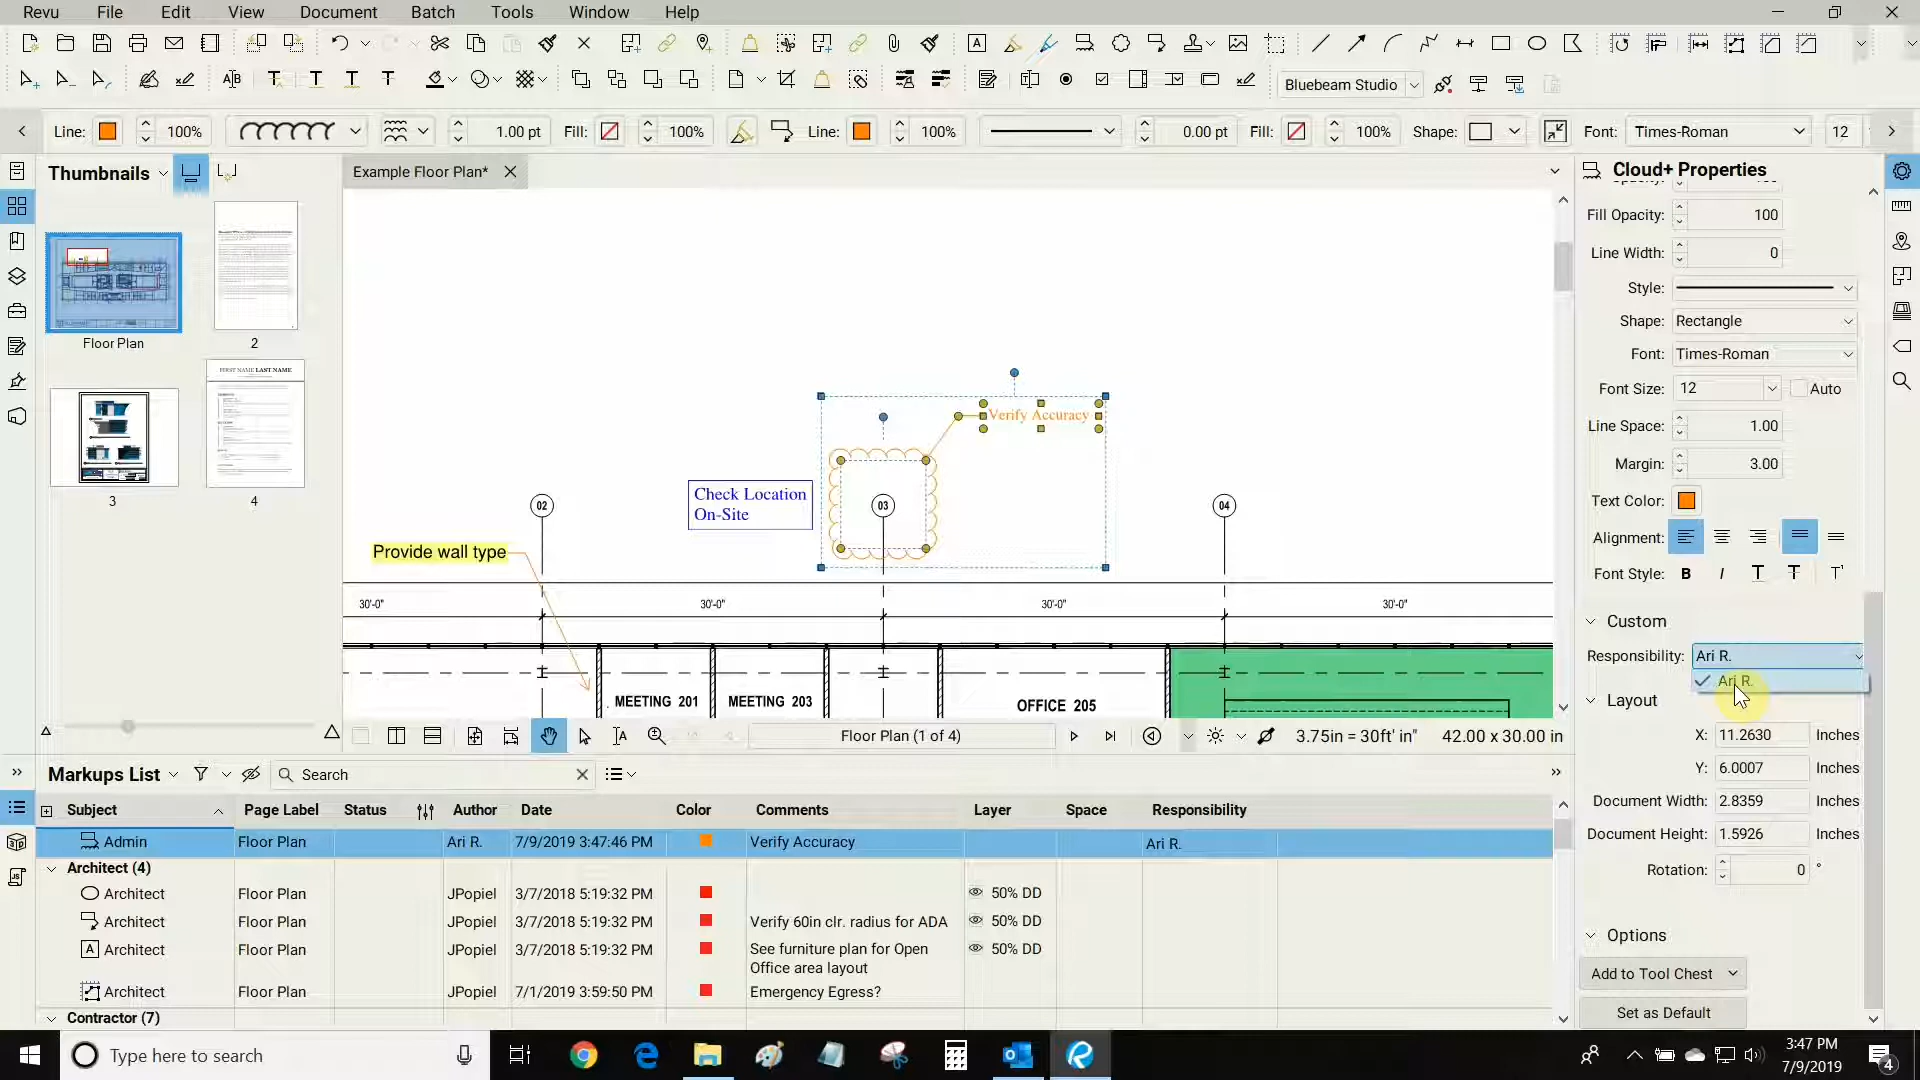 Revu File Edit View Document Batch Tools Window Help
Bluebeam Studio
Line: 100% 1.00 pt Fill: 100% Line: 100% 0.00 pt Fill: 100% Shape: Font: Times-Roman 12
Thumbnails
Floor Plan
2
3
4
FIRST NAME LAST NAME
Example Floor Plan*
Verify Accuracy
Check Location
On-Site
02
03
04
Provide wall type
30'-0"
30'-0"
30'-0"
30'-0"
MEETING 201
MEETING 203
OFFICE 205
Floor Plan (1 of 4)
3.75in = 30ft' in"
42.00 x 30.00 in
Cloud+ Properties
Fill Opacity: 100
Line Width: 0
Style:
Shape: Rectangle
Font: Times-Roman
Font Size: 12 Auto
Line Space: 1.00
Margin: 3.00
Text Color:
Alignment:
Font Style: B I T T T'
Custom
Responsibility: Ari R.
Ari R.
Layout
X: 11.2630 Inches
Y: 6.0007 Inches
Document Width: 2.8359 Inches
Document Height: 1.5926 Inches
Rotation: 0 °
Options
Add to Tool Chest
Set as Default
Markups List Search
Subject Page Label Status Author Date Color Comments Layer Space Responsibility
Admin Floor Plan Ari R. 7/9/2019 3:47:46 PM Verify Accuracy Ari R.
Architect (4)
Architect Floor Plan JPopiel 3/7/2018 5:19:32 PM 50% DD
Architect Floor Plan JPopiel 3/7/2018 5:19:32 PM Verify 60in clr. radius for ADA 50% DD
Architect Floor Plan JPopiel 3/7/2018 5:19:32 PM See furniture plan for Open 50% DD
Office area layout
Architect Floor Plan JPopiel 7/1/2019 3:59:50 PM Emergency Egress?
Contractor (7)
Type here to search
3:47 PM
7/9/2019
4